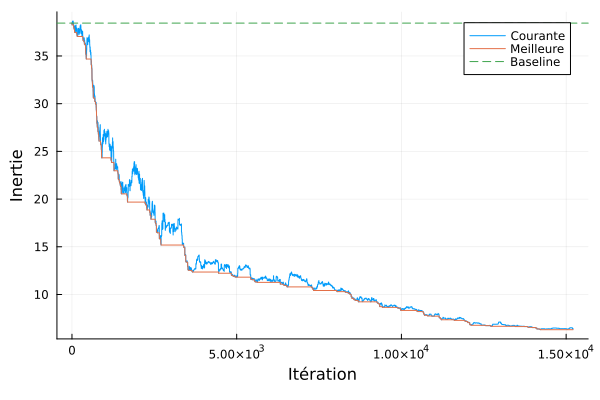 Courante
Meilleure
Baseline
35
30
25
20
15
10
Inertie
0
5.00×10³
1.00×10⁴
1.50×10⁴
Itération